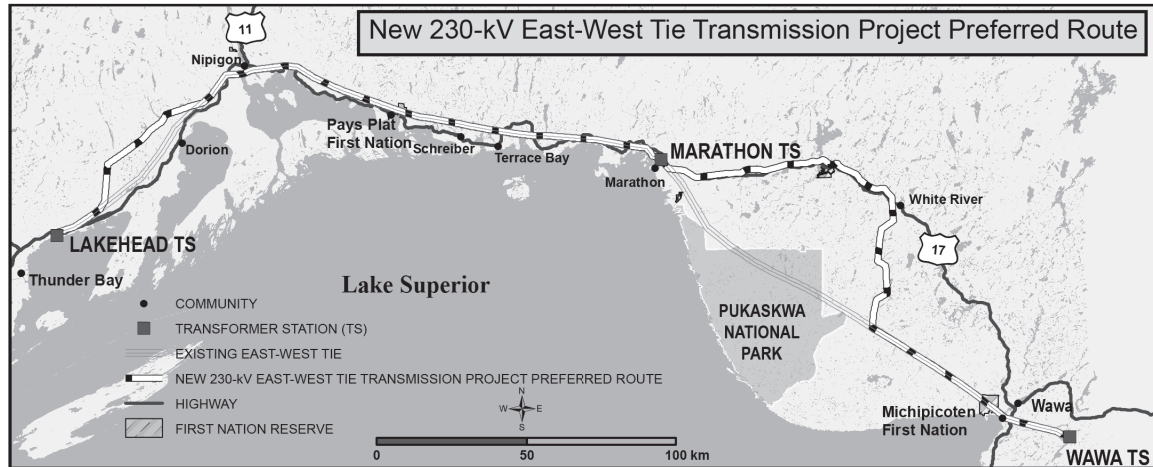 New 230-kV East-West Tie Transmission Project Preferred Route
11
Nipigon
Pays Plat
First Nation
Schreiber
Terrace Bay
Dorion
MARATHON TS
Marathon
White River
LAKEHEAD TS
17
Thunder Bay
Lake Superior
PUKASKWA
NATIONAL
PARK
COMMUNITY
TRANSFORMER STATION (TS)
EXISTING EAST-WEST TIE
NEW 230-kV EAST-WEST TIE TRANSMISSION PROJECT PREFERRED ROUTE
HIGHWAY
FIRST NATION RESERVE
N
W
E
S
Michipicoten
First Nation
Wawa
WAWA TS
0
50
100 km